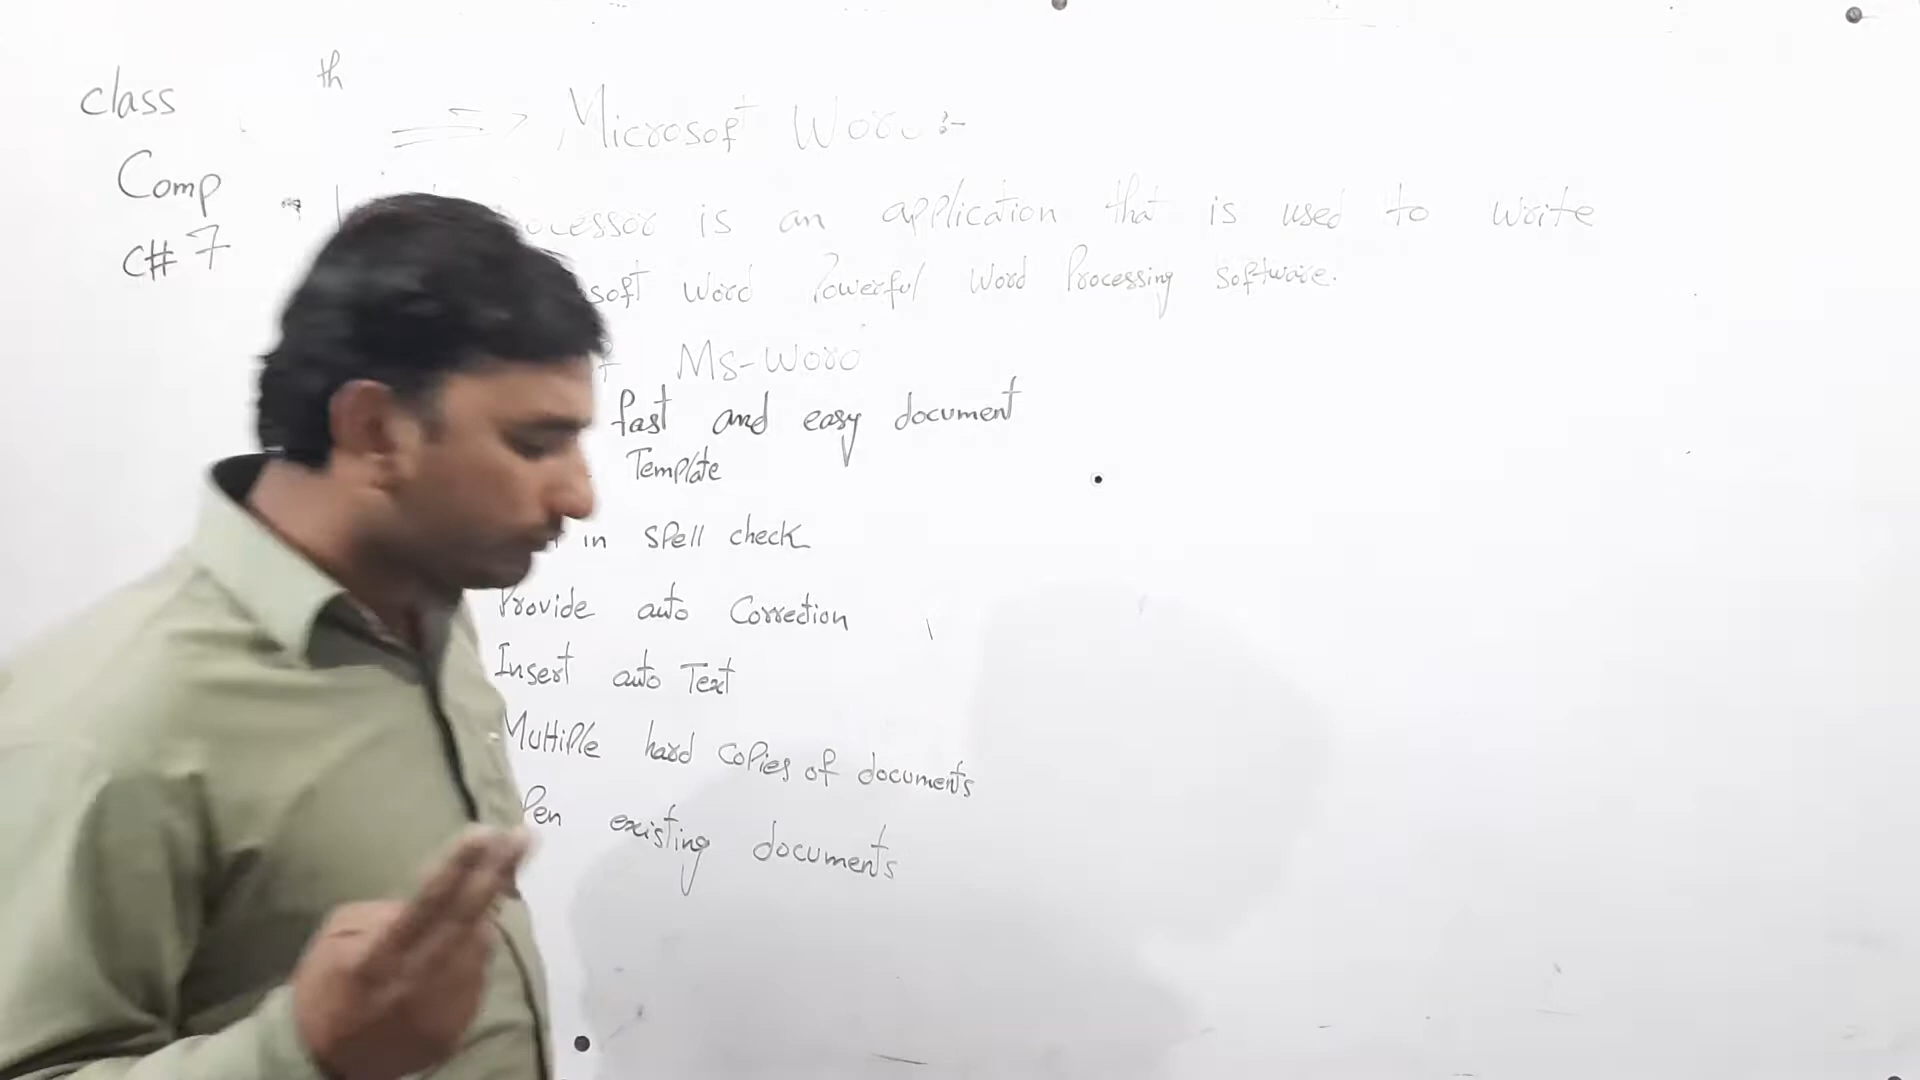 class th
Comp
C# 7
=> Microsoft Word :-
is an application that is used to write
soft word Powerful Word Processing software.
Ms-Word
fast and easy document
Template
in spell check
Provide auto Correction
Insert auto Text
Multiple hard copies of documents
Pen existing documents